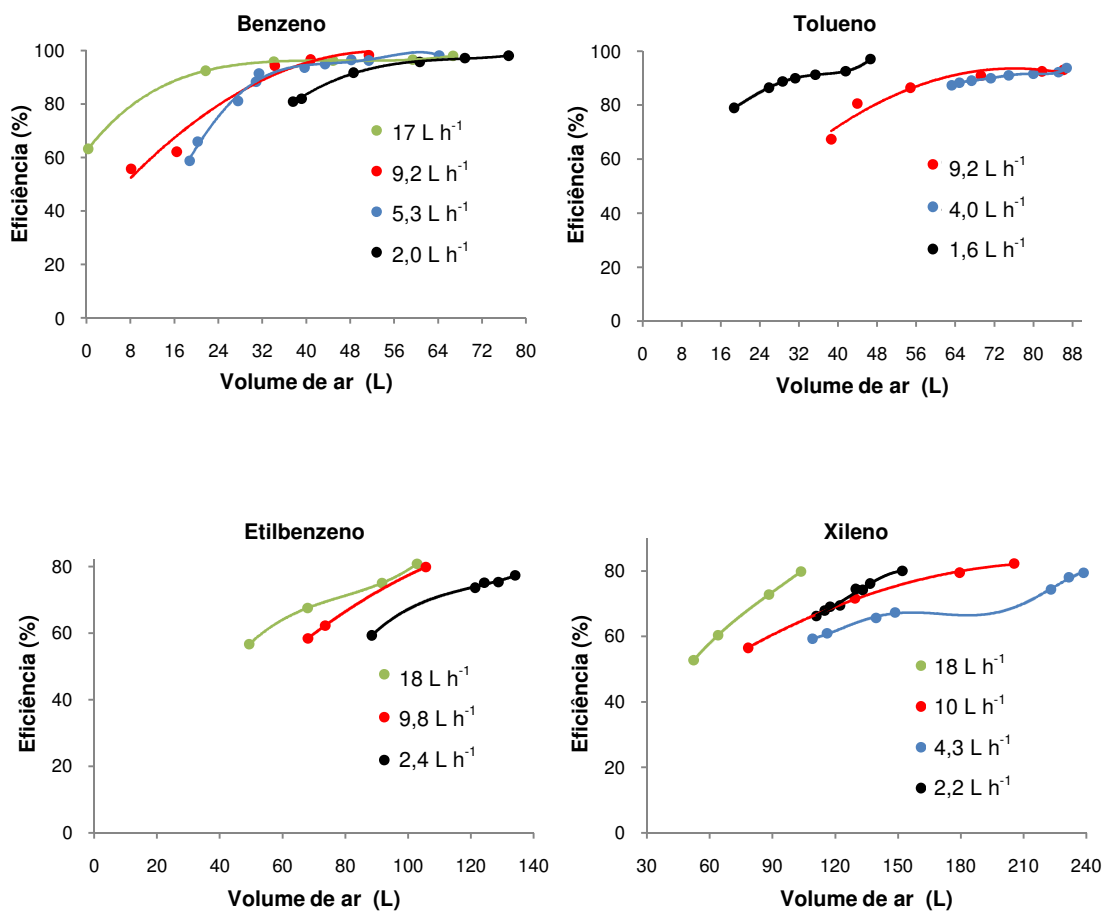 Benzeno
Eficiência (%)
100
80
60
40
20
0
17 L h-1
9,2 L h-1
5,3 L h-1
2,0 L h-1
0 8 16 24 32 40 48 56 64 72 80
Volume de ar (L)
Tolueno
Eficiência (%)
100
80
60
40
20
0
9,2 L h-1
4,0 L h-1
1,6 L h-1
0 8 16 24 32 40 48 56 64 72 80 88
Volume de ar (L)
Etilbenzeno
Eficiência (%)
80
60
40
20
0
18 L h-1
9,8 L h-1
2,4 L h-1
0 20 40 60 80 100 120 140
Volume de ar (L)
Xileno
Eficiência (%)
80
60
40
20
0
18 L h-1
10 L h-1
4,3 L h-1
2,2 L h-1
30 60 90 120 150 180 210 240
Volume de ar (L)